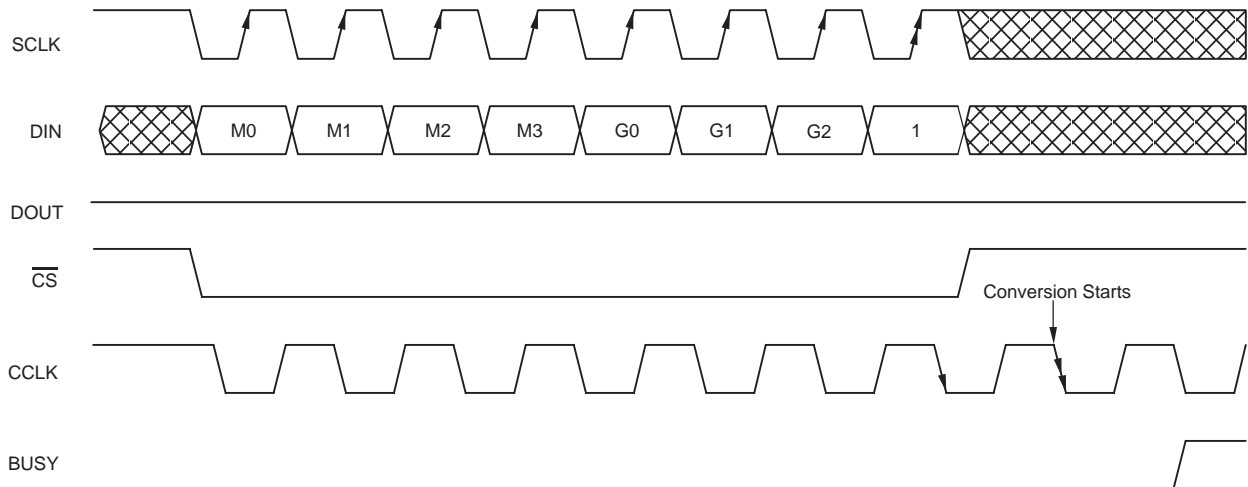 SCLK
DIN
M0
M1
M2
M3
G0
G1
G2
1
DOUT
CS
Conversion Starts
CCLK
BUSY